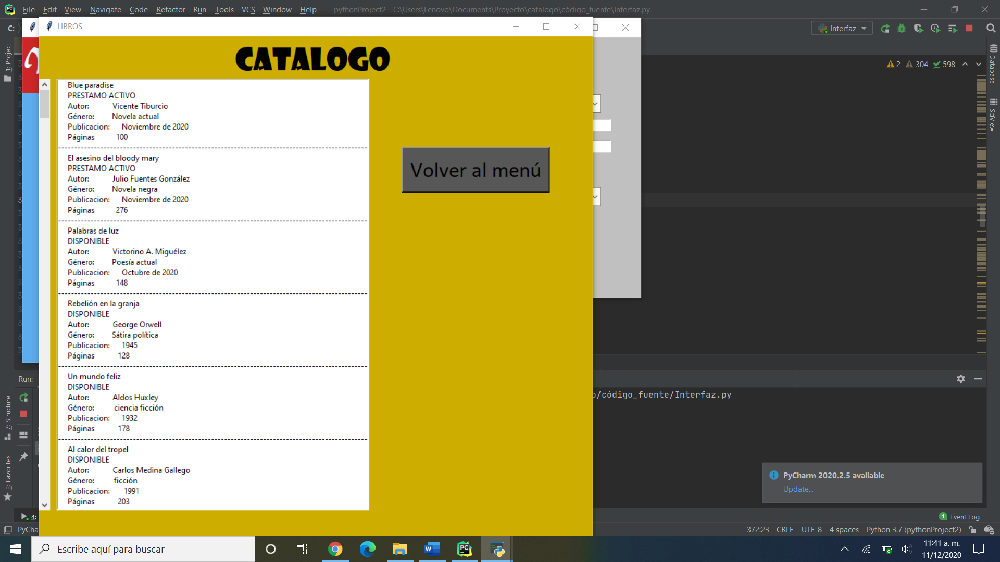 File Edit View Navigate Code Refactor Run Tools VCS Window Help pythonProject2 - C:\Users\Lenovo\Documents\Proyecto\catalogo\código_fuente\Interfaz.py
C:
LIBROS
Interfaz
1: Project
CATALOGO
2 304 598
Database
SciView
Blue paradise
PRESTAMO ACTIVO
Autor: Vicente Tiburcio
Género: Novela actual
Publicacion: Noviembre de 2020
Páginas 100
--------------------------------------------------------------------------------
El asesino del bloody mary
PRESTAMO ACTIVO
Autor: Julio Fuentes González
Género: Novela negra
Publicacion: Noviembre de 2020
Páginas 276
--------------------------------------------------------------------------------
Palabras de luz
DISPONIBLE
Autor: Victorino A. Miguélez
Género: Poesía actual
Publicacion: Octubre de 2020
Páginas 148
--------------------------------------------------------------------------------
Rebelión en la granja
DISPONIBLE
Autor: George Orwell
Género: Sátira política
Publicacion: 1945
Páginas 128
--------------------------------------------------------------------------------
Un mundo feliz
DISPONIBLE
Autor: Aldos Huxley
Género: ciencia ficción
Publicacion: 1932
Páginas 178
--------------------------------------------------------------------------------
Al calor del tropel
DISPONIBLE
Autor: Carlos Medina Gallego
Género: ficción
Publicacion: 1991
Páginas 203
Volver al menú
Run:
o/código_fuente/Interfaz.py
7: Structure
2: Favorites
PyCharm 2020.2.5 available
Update...
4:
1 Event Log
PyCha
372:23 CRLF UTF-8 4 spaces Python 3.7 (pythonProject2)
Escribe aquí para buscar
11:41 a. m.
11/12/2020